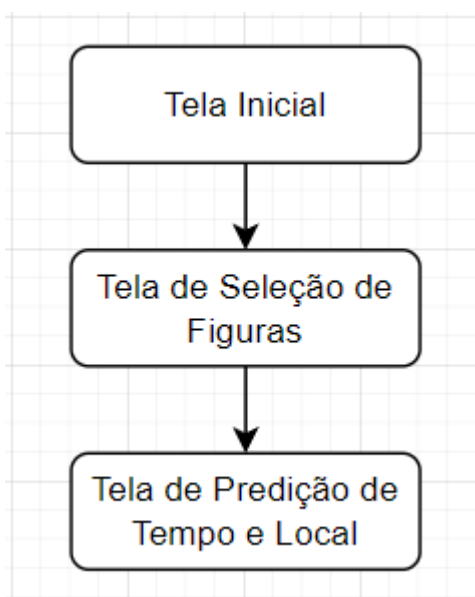 Tela Inicial
Tela de Seleção de
Figuras
Tela de Predição de
Tempo e Local